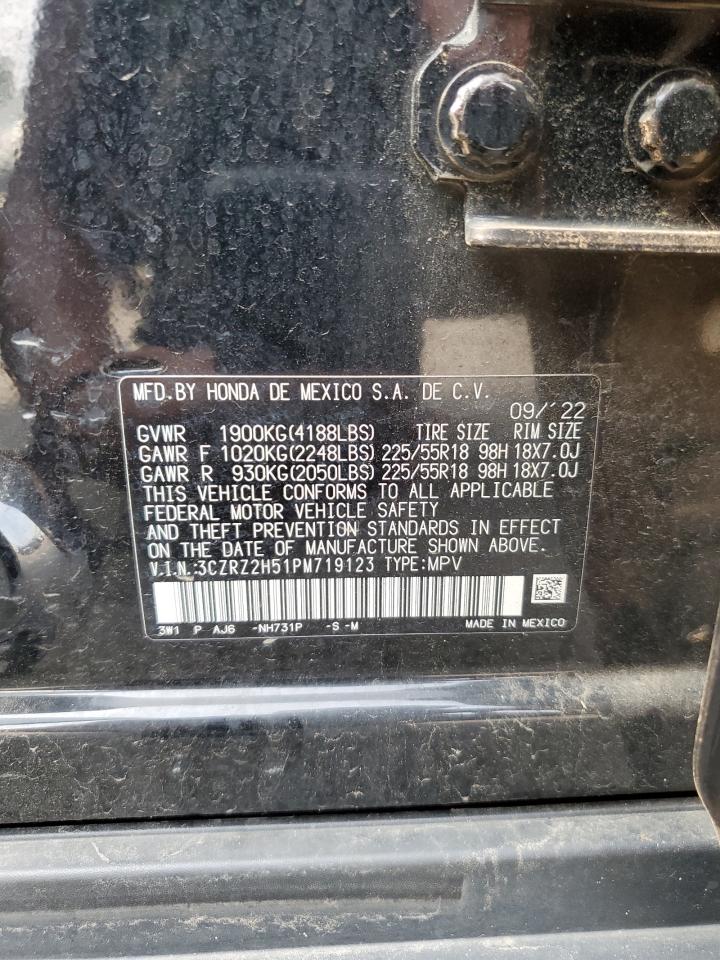 MFD.BY HONDA DE MEXICO S.A. DE C.V.
09/'22
GVWR 1900KG(4188LBS) TIRE SIZE RIM SIZE
GAWR F 1020KG(2248LBS) 225/55R18 98H 18X7.0J
GAWR R 930KG(2050LBS) 225/55R18 98H 18X7.0J
THIS VEHICLE CONFORMS TO ALL APPLICABLE
FEDERAL MOTOR VEHICLE SAFETY
AND THEFT PREVENTION STANDARDS IN EFFECT
ON THE DATE OF MANUFACTURE SHOWN ABOVE.
V.I.N.:3CZRZ2H51PM719123 TYPE:MPV
3W1 P AJ6 -NH731P -S -M MADE IN MEXICO